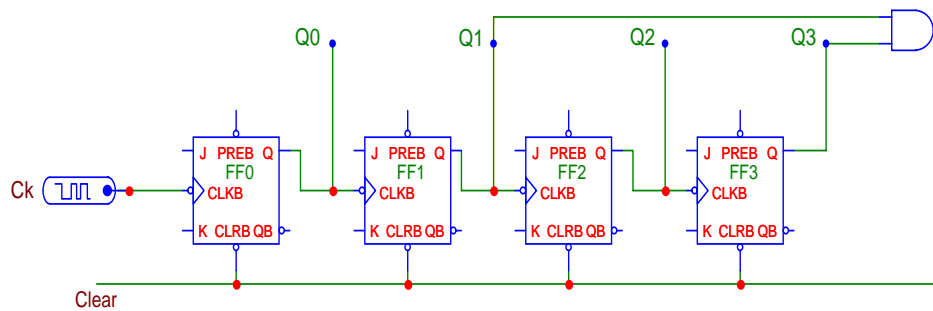 Q0 Q1 Q2 Q3
J PREB Q J PREB Q J PREB Q J PREB Q
FF0 FF1 FF2 FF3
Ck CLKB CLKB CLKB CLKB
K CLRB QB K CLRB QB K CLRB QB K CLRB QB
Clear